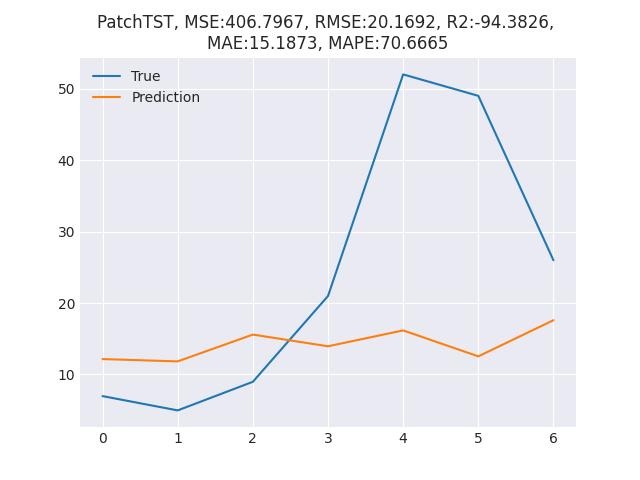 PatchTST, MSE:406.7967, RMSE:20.1692, R2:-94.3826,
MAE:15.1873, MAPE:70.6665
True
Prediction
50
40
30
20
10
0 1 2 3 4 5 6